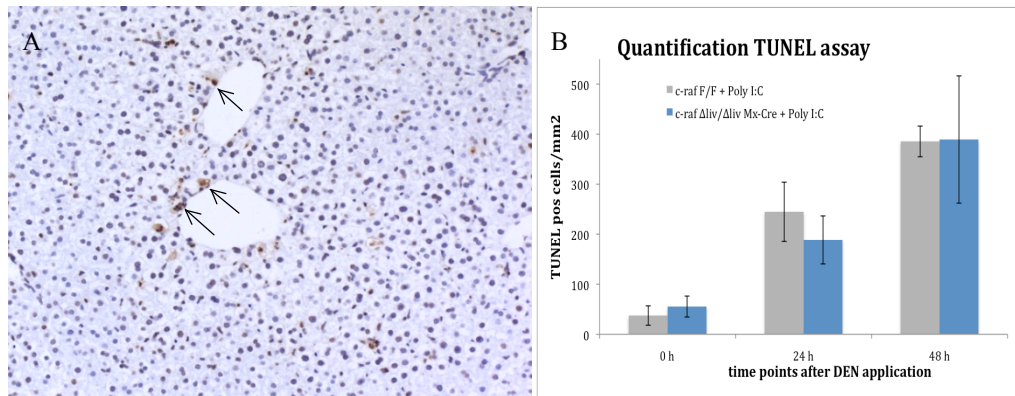 A
B
Quantification TUNEL assay
TUNEL pos cells/mm2
500
400
300
200
100
0
c-raf F/F + Poly I:C
c-raf Δliv/Δliv Mx-Cre + Poly I:C
0 h
24 h
48 h
time points after DEN application